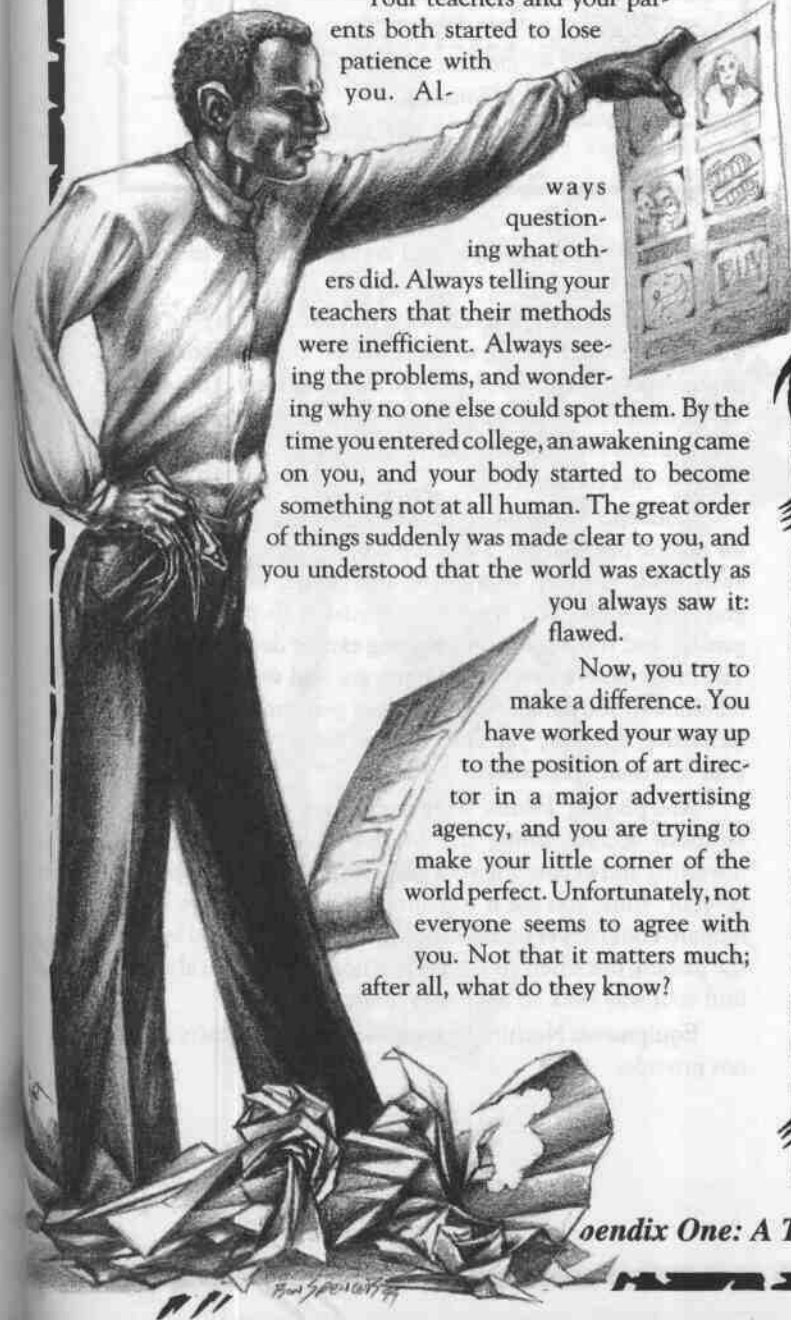 Your teachers and your par-
ents both started to lose
patience with
you. Al-
ways
question-
ing what oth-
ers did. Always telling your
teachers that their methods
were inefficient. Always see-
ing the problems, and wonder-
ing why no one else could spot them. By the
time you entered college, an awakening came
on you, and your body started to become
something not at all human. The great order
of things suddenly was made clear to you, and
you understood that the world was exactly as
you always saw it:
flawed.
Now, you try to
make a difference. You
have worked your way up
to the position of art direc-
tor in a major advertising
agency, and you are trying to
make your little corner of the
world perfect. Unfortunately, not
everyone seems to agree with
you. Not that it matters much;
after all, what do they know?
pendix One: A T